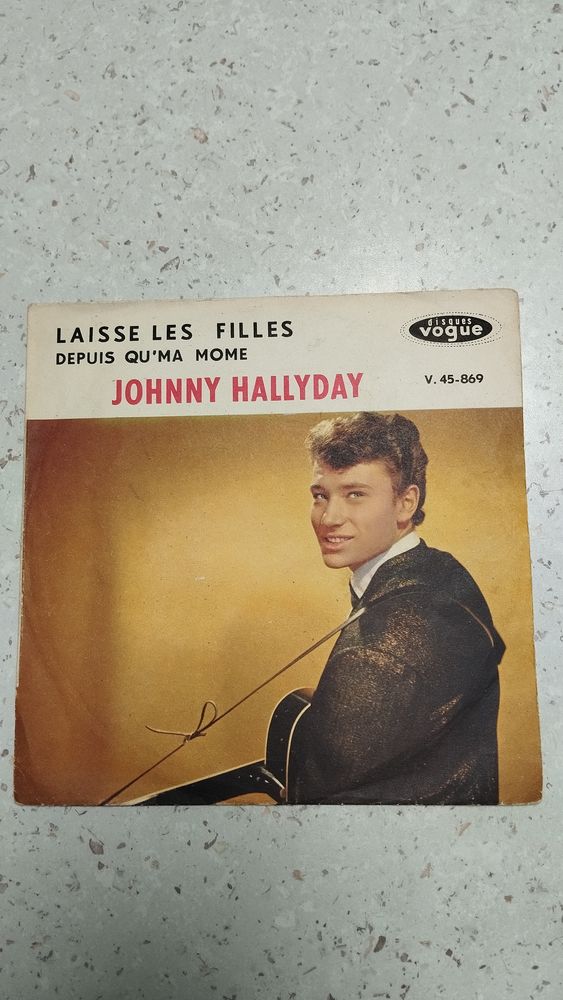 LAISSE LES FILLES
DEPUIS QU'MA MOME
JOHNNY HALLYDAY
disques
vogue
V. 45-869